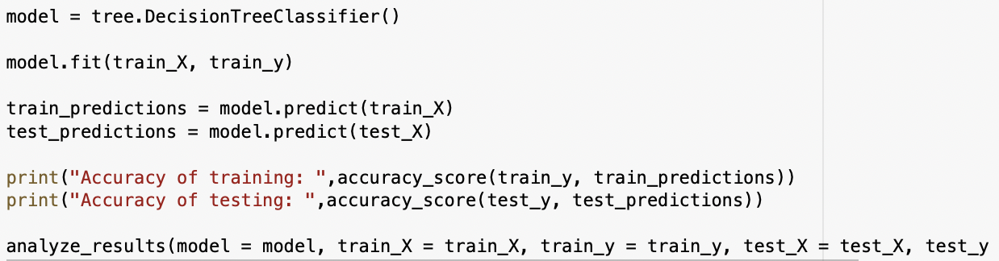 model = tree.DecisionTreeClassifier()
model.fit(train_X, train_y)
train_predictions = model.predict(train_X)
test_predictions = model.predict(test_X)
print("Accuracy of training: ",accuracy_score(train_y, train_predictions))
print("Accuracy of testing: ",accuracy_score(test_y, test_predictions))
analyze_results(model = model, train_X = train_X, train_y = train_y, test_X = test_X, test_y